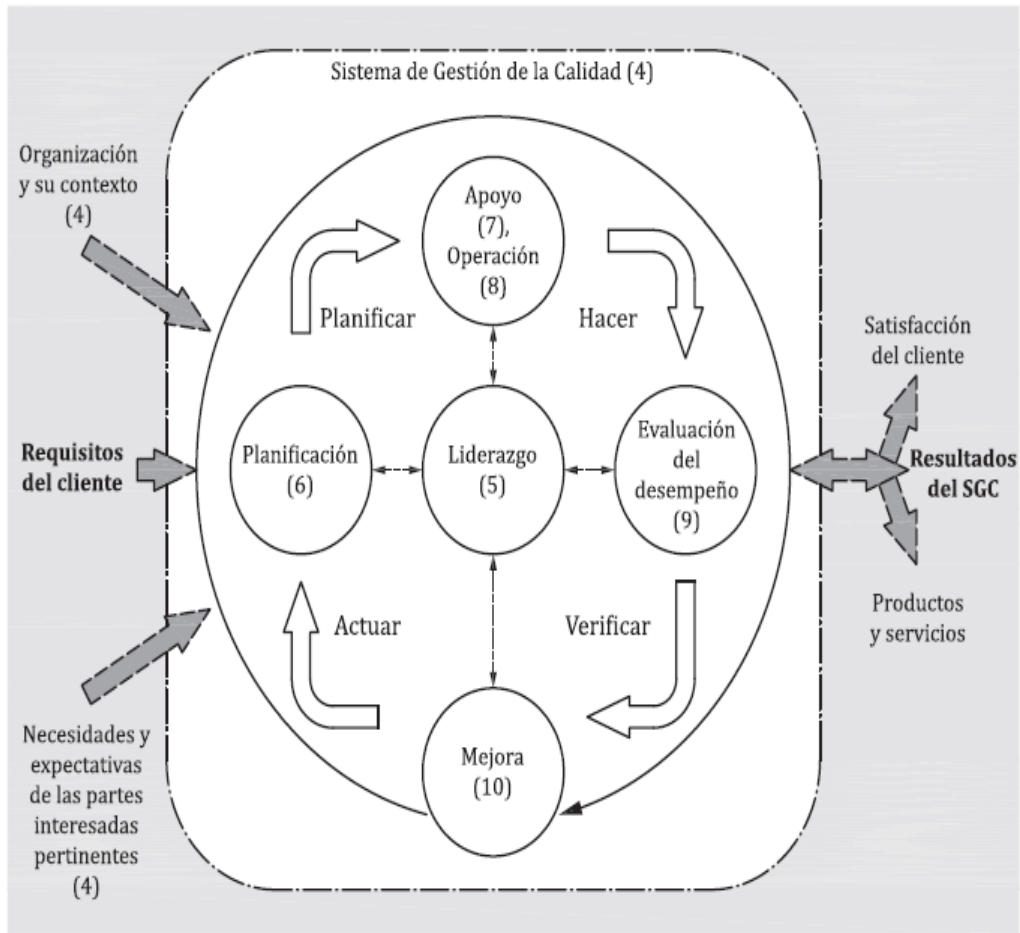 Sistema de Gestión de la Calidad (4)
Organización
y su contexto
(4)
Apoyo
(7),
Operación
(8)
Planificar
Hacer
Satisfacción
del cliente
Requisitos
del cliente
Planificación
(6)
Liderazgo
(5)
Evaluación
del
desempeño
(9)
Resultados
del SGC
Actuar
Verificar
Productos
y servicios
Necesidades y
expectativas
de las partes
interesadas
pertinentes
(4)
Mejora
(10)